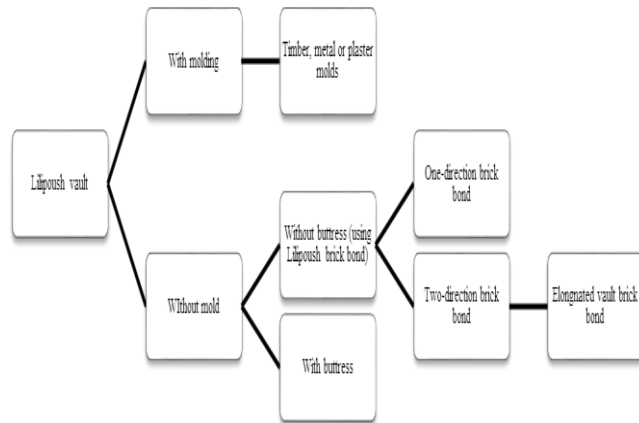 Timber, metal or plaster
molds
With molding
One-direction brick
bond
Lilipoush vault
Without buttress (using
Lilipoush brick bond)
WIthout mold
Two-direction brick
bond
Elongnated vault brick
bond
With buttress